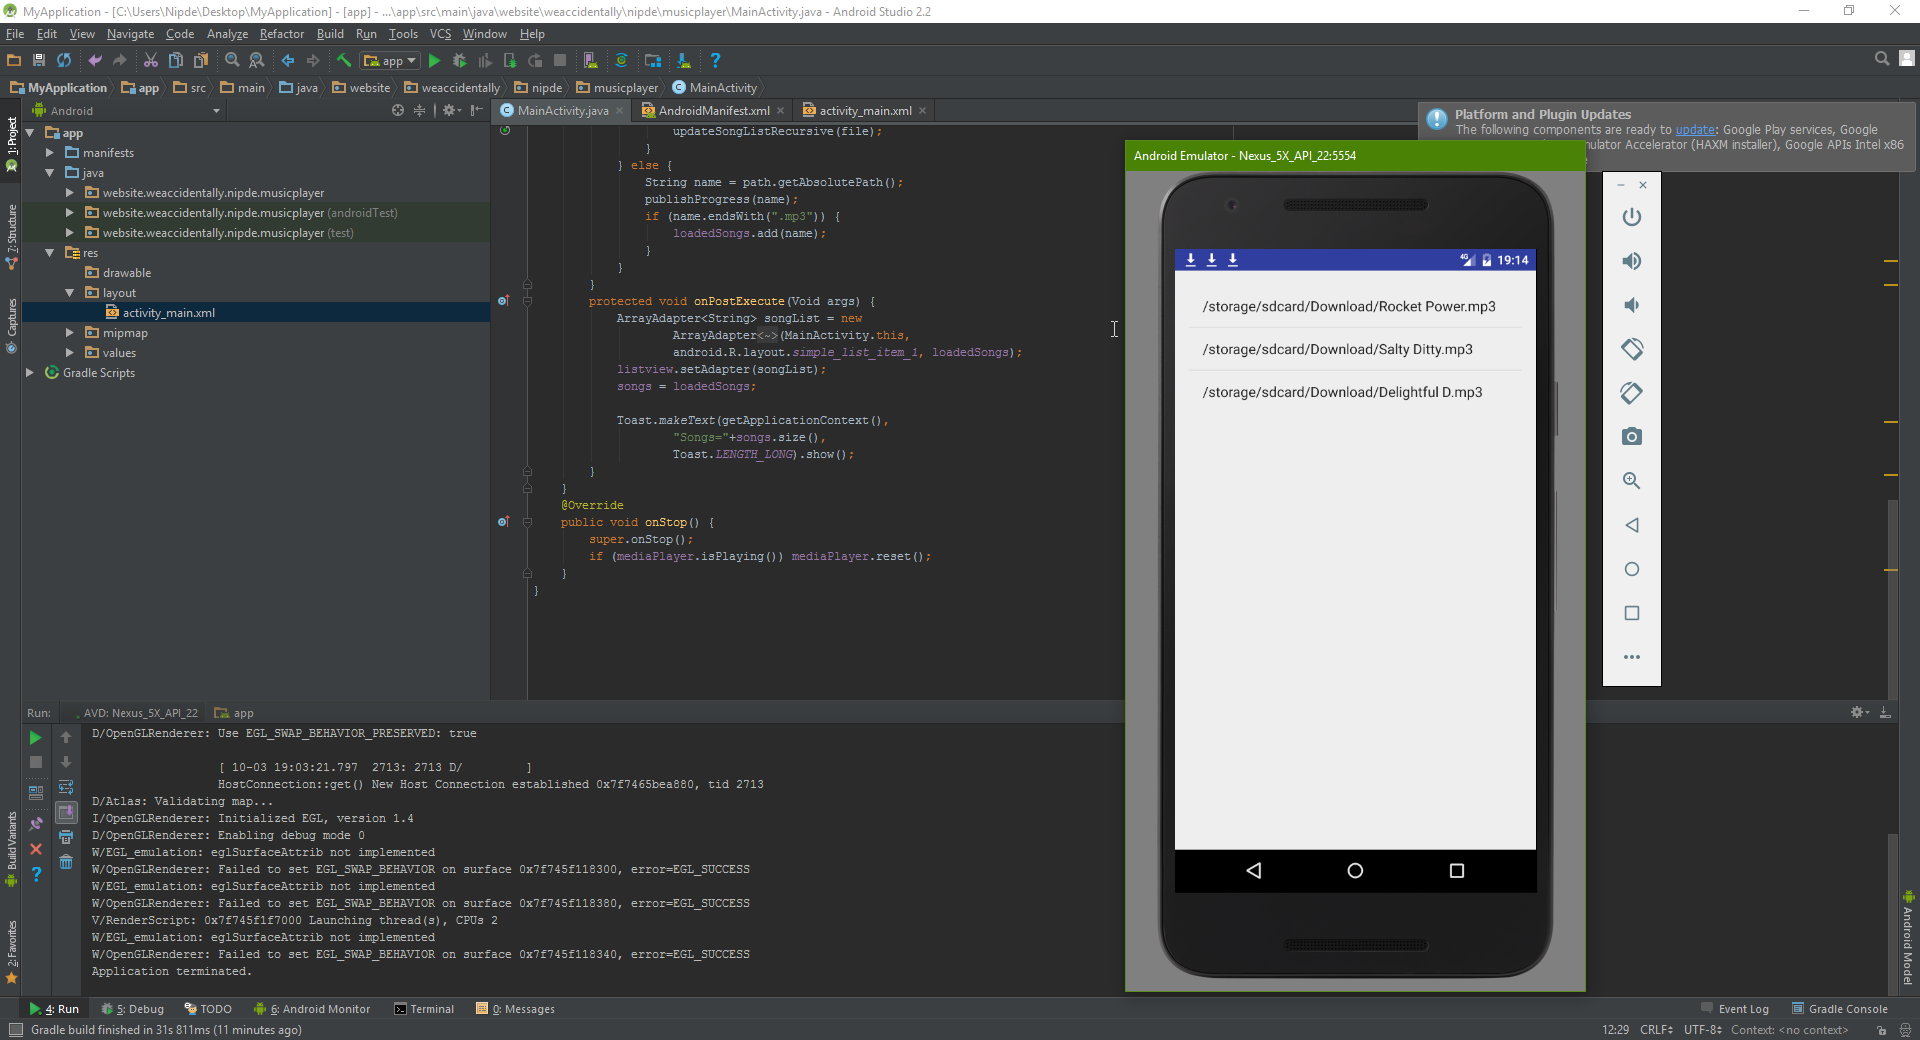 MyApplication - [C:\Users\Nipde\Desktop\MyApplication] - [app] - ...\app\src\main\java\website\weaccidentally\nipde\musicplayer\MainActivity.java - Android Studio 2.2
File Edit View Navigate Code Analyze Refactor Build Run Tools VCS Window Help
app
MyApplication app src main java website weaccidentally nipde musicplayer MainActivity
Android
MainActivity.java AndroidManifest.xml activity_main.xml
1: Project
7: Structure
Captures
Build Variants
2: Favorites
app
manifests
java
website.weaccidentally.nipde.musicplayer
website.weaccidentally.nipde.musicplayer (androidTest)
website.weaccidentally.nipde.musicplayer (test)
res
drawable
layout
activity_main.xml
mipmap
values
Gradle Scripts
updateSongListRecursive(file);
}
} else {
String name = path.getAbsolutePath();
publishProgress(name);
if (name.endsWith(".mp3")) {
loadedSongs.add(name);
}
}
}
protected void onPostExecute(Void args) {
ArrayAdapter<String> songList = new
ArrayAdapter<~>(MainActivity.this,
android.R.layout.simple_list_item_1, loadedSongs);
listview.setAdapter(songList);
songs = loadedSongs;
Toast.makeText(getApplicationContext(),
"Songs="+songs.size(),
Toast.LENGTH_LONG).show();
}
}
@Override
public void onStop() {
super.onStop();
if (mediaPlayer.isPlaying()) mediaPlayer.reset();
}
}
Platform and Plugin Updates
The following components are ready to update: Google Play services, Google
ulator Accelerator (HAXM installer), Google APIs Intel x86
Android Emulator - Nexus_5X_API_22:5554
4G 19:14
/storage/sdcard/Download/Rocket Power.mp3
/storage/sdcard/Download/Salty Ditty.mp3
/storage/sdcard/Download/Delightful D.mp3
Run: AVD: Nexus_5X_API_22 app
D/OpenGLRenderer: Use EGL_SWAP_BEHAVIOR_PRESERVED: true
[ 10-03 19:03:21.797 2713: 2713 D/ ]
HostConnection::get() New Host Connection established 0x7f7465bea880, tid 2713
D/Atlas: Validating map...
I/OpenGLRenderer: Initialized EGL, version 1.4
D/OpenGLRenderer: Enabling debug mode 0
W/EGL_emulation: eglSurfaceAttrib not implemented
W/OpenGLRenderer: Failed to set EGL_SWAP_BEHAVIOR on surface 0x7f745f118300, error=EGL_SUCCESS
W/EGL_emulation: eglSurfaceAttrib not implemented
W/OpenGLRenderer: Failed to set EGL_SWAP_BEHAVIOR on surface 0x7f745f118380, error=EGL_SUCCESS
V/RenderScript: 0x7f745f1f7000 Launching thread(s), CPUs 2
W/EGL_emulation: eglSurfaceAttrib not implemented
W/OpenGLRenderer: Failed to set EGL_SWAP_BEHAVIOR on surface 0x7f745f118340, error=EGL_SUCCESS
Application terminated.
Android Model
4: Run 5: Debug TODO 6: Android Monitor Terminal 0: Messages Event Log Gradle Console
Gradle build finished in 31s 811ms (11 minutes ago) 12:29 CRLF UTF-8 Context: <no context>